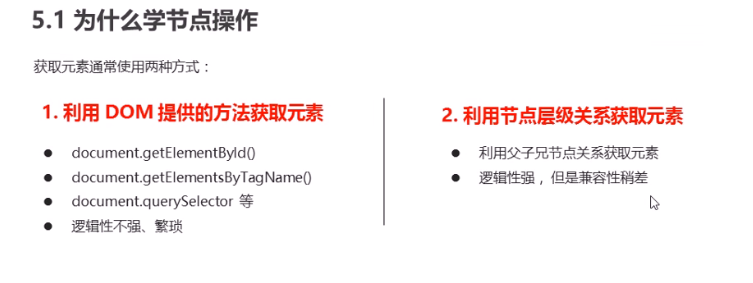 5.1 为什么学节点操作
获取元素通常使用两种方式：
1. 利用 DOM 提供的方法获取元素
● document.getElementById()
● document.getElementsByTagName()
● document.querySelector 等
● 逻辑性不强、繁琐
2. 利用节点层级关系获取元素
● 利用父子兄节点关系获取元素
● 逻辑性强， 但是兼容性稍差